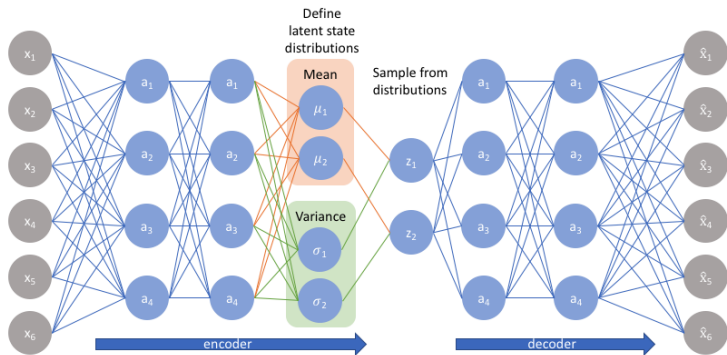 Define
latent state
distributions
Mean
Sample from
distributions
Variance
x1
x2
x3
x4
x5
x6
a1
a2
a3
a4
a1
a2
a3
a4
μ1
μ2
σ1
σ2
z1
z2
a1
a2
a3
a4
a1
a2
a3
a4
x̂1
x̂2
x̂3
x̂4
x̂5
x̂6
encoder
decoder